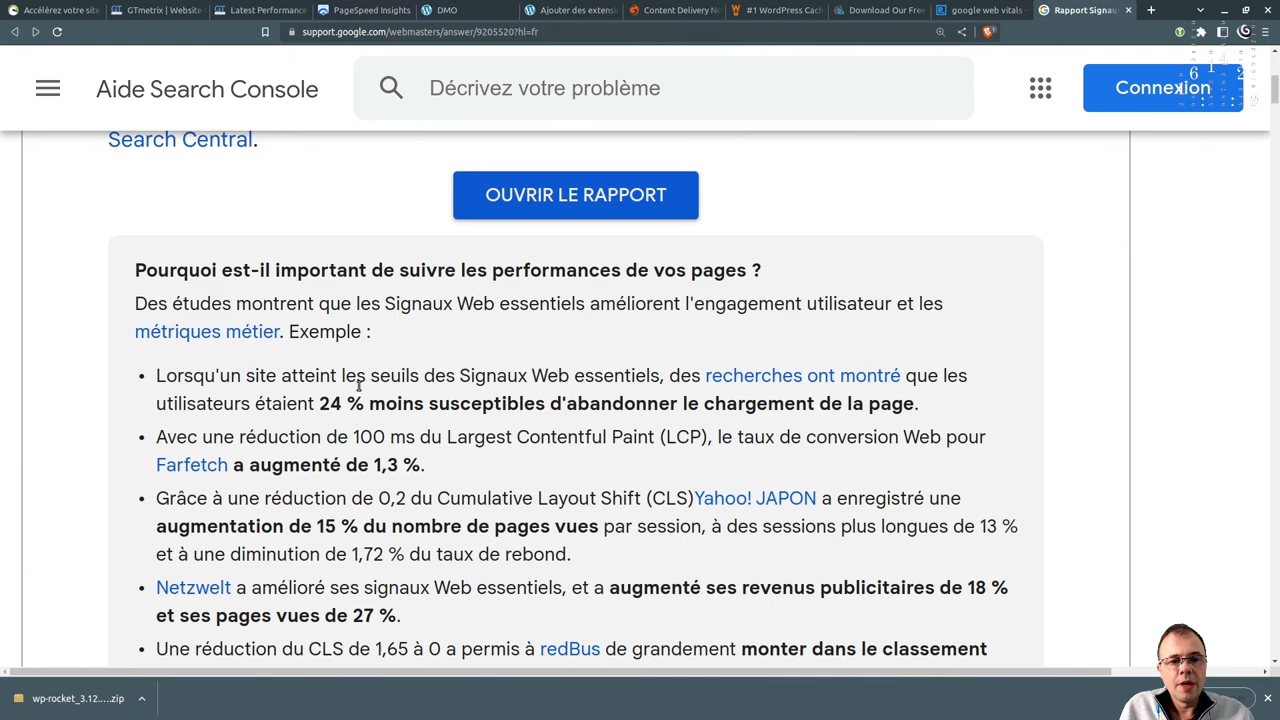 Accélérez votre site
GTmetrix | Website
Latest Performance
PageSpeed Insights
DMO
Ajouter des extens
Content Delivery Ne
#1 WordPress Cach
Download Our Free
google web vitals
Rapport Signau
support.google.com/webmasters/answer/9205520?hl=fr
Aide Search Console
Décrivez votre problème
Connexion
Search Central.
OUVRIR LE RAPPORT
Pourquoi est-il important de suivre les performances de vos pages ?
Des études montrent que les Signaux Web essentiels améliorent l'engagement utilisateur et les
métriques métier. Exemple :
• Lorsqu'un site atteint les seuils des Signaux Web essentiels, des recherches ont montré que les
utilisateurs étaient 24 % moins susceptibles d'abandonner le chargement de la page.
• Avec une réduction de 100 ms du Largest Contentful Paint (LCP), le taux de conversion Web pour
Farfetch a augmenté de 1,3 %.
• Grâce à une réduction de 0,2 du Cumulative Layout Shift (CLS)Yahoo! JAPON a enregistré une
augmentation de 15 % du nombre de pages vues par session, à des sessions plus longues de 13 %
et à une diminution de 1,72 % du taux de rebond.
• Netzwelt a amélioré ses signaux Web essentiels, et a augmenté ses revenus publicitaires de 18 %
et ses pages vues de 27 %.
• Une réduction du CLS de 1,65 à 0 a permis à redBus de grandement monter dans le classement
wp-rocket_3.12....zip